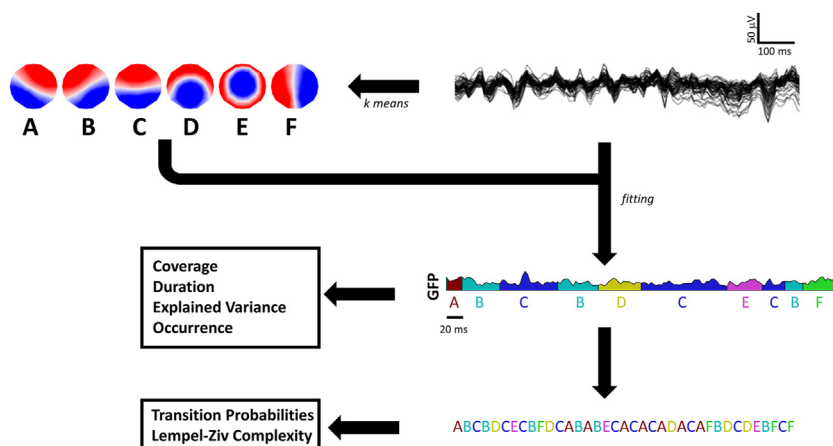 50 µV
100 ms
k means
A B C D E F
fitting
Coverage
Duration
Explained Variance
Occurrence
GFP
A B C B D C E C B F
20 ms
Transition Probabilities
Lempel-Ziv Complexity
ABCBDCECBFDCABABECACACADACAFBDCDEBFCF